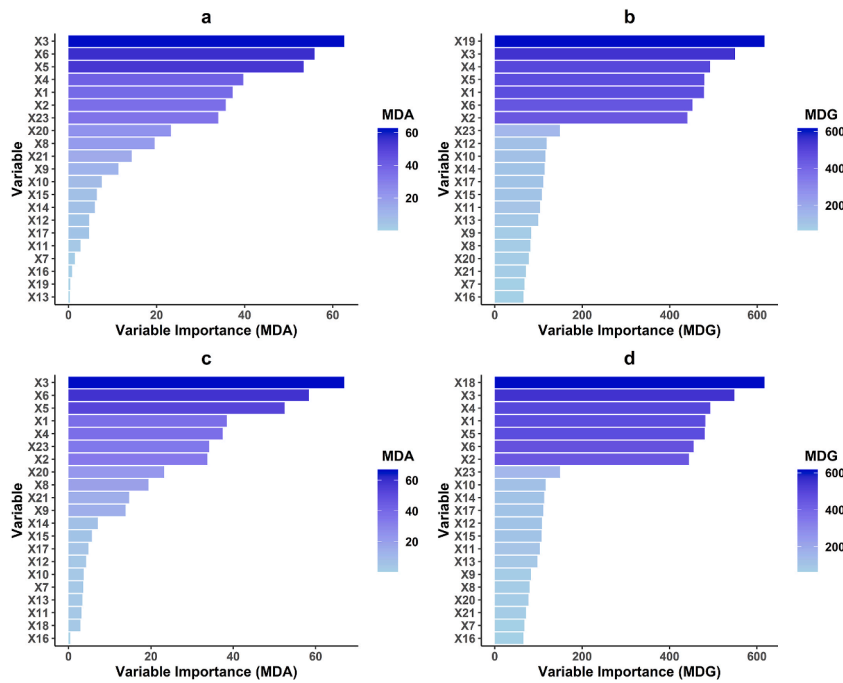 a
X3
X6
X5
X4
X1
X2
X23
X20
X8
X21
X9
X10
X15
X14
X12
X17
X11
X7
X16
X19
X13
Variable
0
20
40
60
Variable Importance (MDA)
MDA
60
40
20
b
X19
X3
X4
X5
X1
X6
X2
X23
X12
X10
X14
X17
X15
X11
X13
X9
X8
X20
X21
X7
X16
Variable
0
200
400
600
Variable Importance (MDG)
MDG
600
400
200
c
X3
X6
X5
X1
X4
X23
X2
X20
X8
X21
X9
X14
X15
X17
X12
X10
X7
X13
X11
X18
X16
Variable
0
20
40
60
Variable Importance (MDA)
MDA
60
40
20
d
X18
X3
X4
X1
X5
X6
X2
X23
X10
X14
X17
X12
X15
X11
X13
X9
X8
X20
X21
X7
X16
Variable
0
200
400
600
Variable Importance (MDG)
MDG
600
400
200